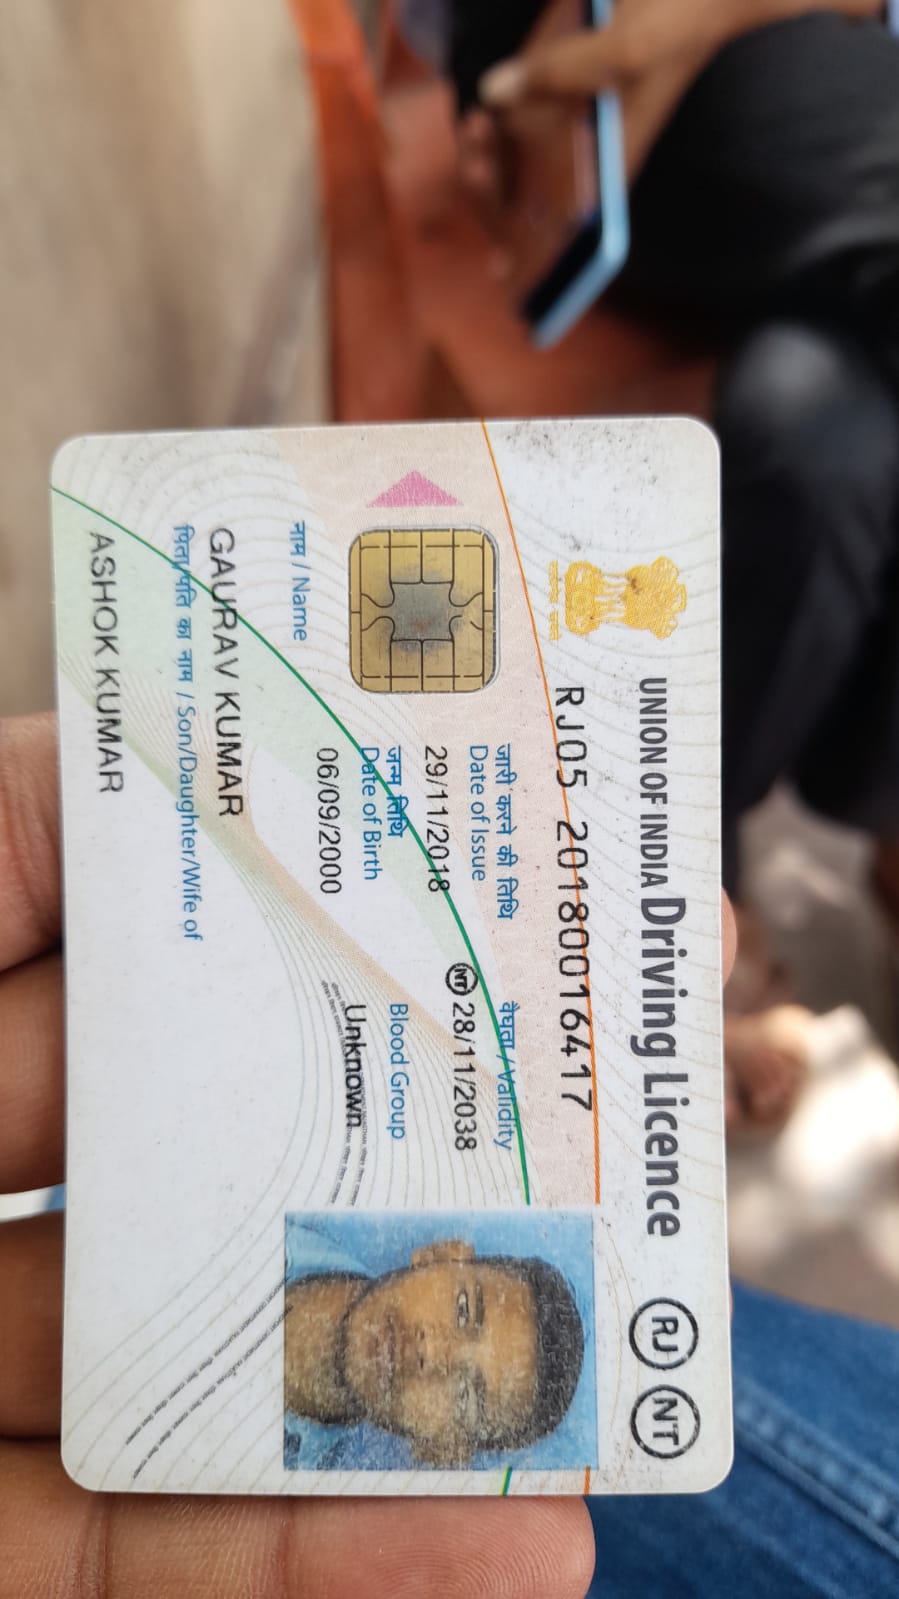 UNION OF INDIA Driving Licence RJ NT
RJ05 20180016417
जारी करने की तिथि
Date of Issue
29/11/2018
वैधता / Validity
NT 28/11/2038
जन्म तिथि
Date of Birth
06/09/2000
Blood Group
Unknown
नाम / Name
GAURAV KUMAR
पिता/पति का नाम / Son/Daughter/Wife of
ASHOK KUMAR